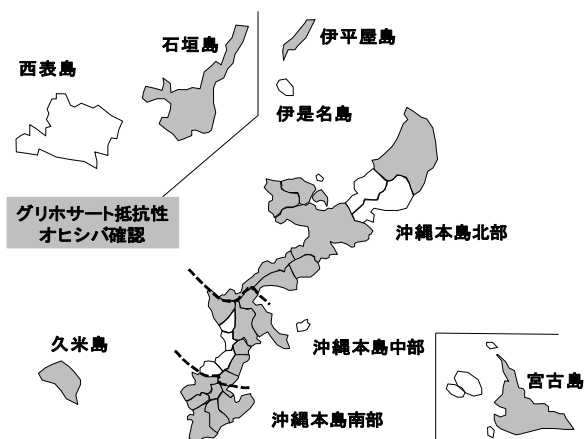 石垣島
伊平屋島
西表島
伊是名島
グリホサート抵抗性
オヒシバ確認
沖縄本島北部
久米島
沖縄本島中部
宮古島
沖縄本島南部